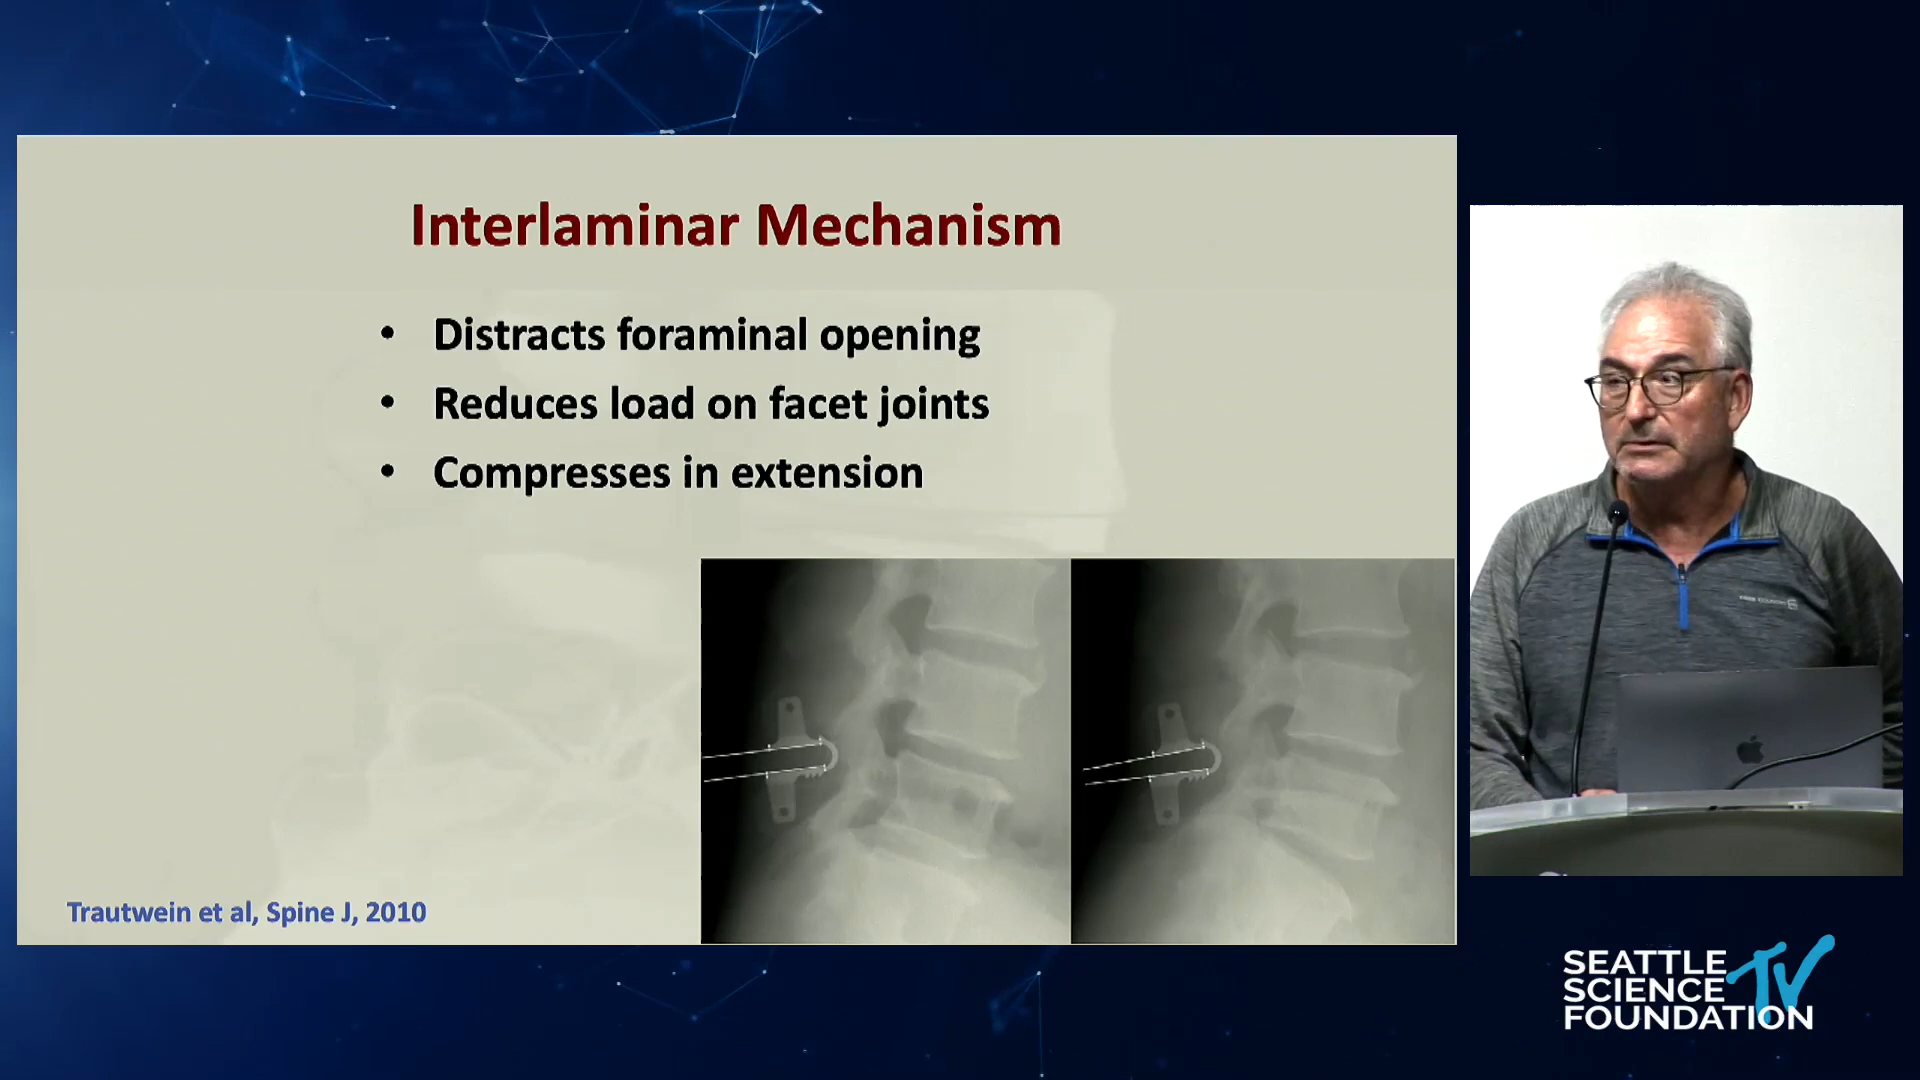 Interlaminar Mechanism
• Distracts foraminal opening
• Reduces load on facet joints
• Compresses in extension
Trautwein et al, Spine J, 2010
SEATTLE
SCIENCE
FOUNDATION
TV